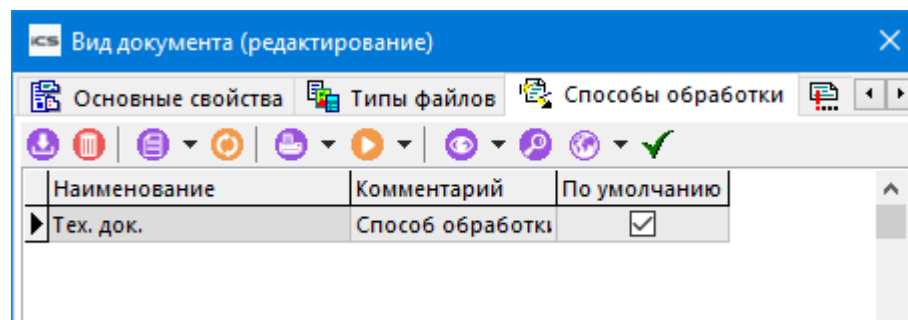 iCS Вид документа (редактирование)
Основные свойства Типы файлов Способы обработки
Наименование Комментарий По умолчанию
Тех. док. Способ обработки